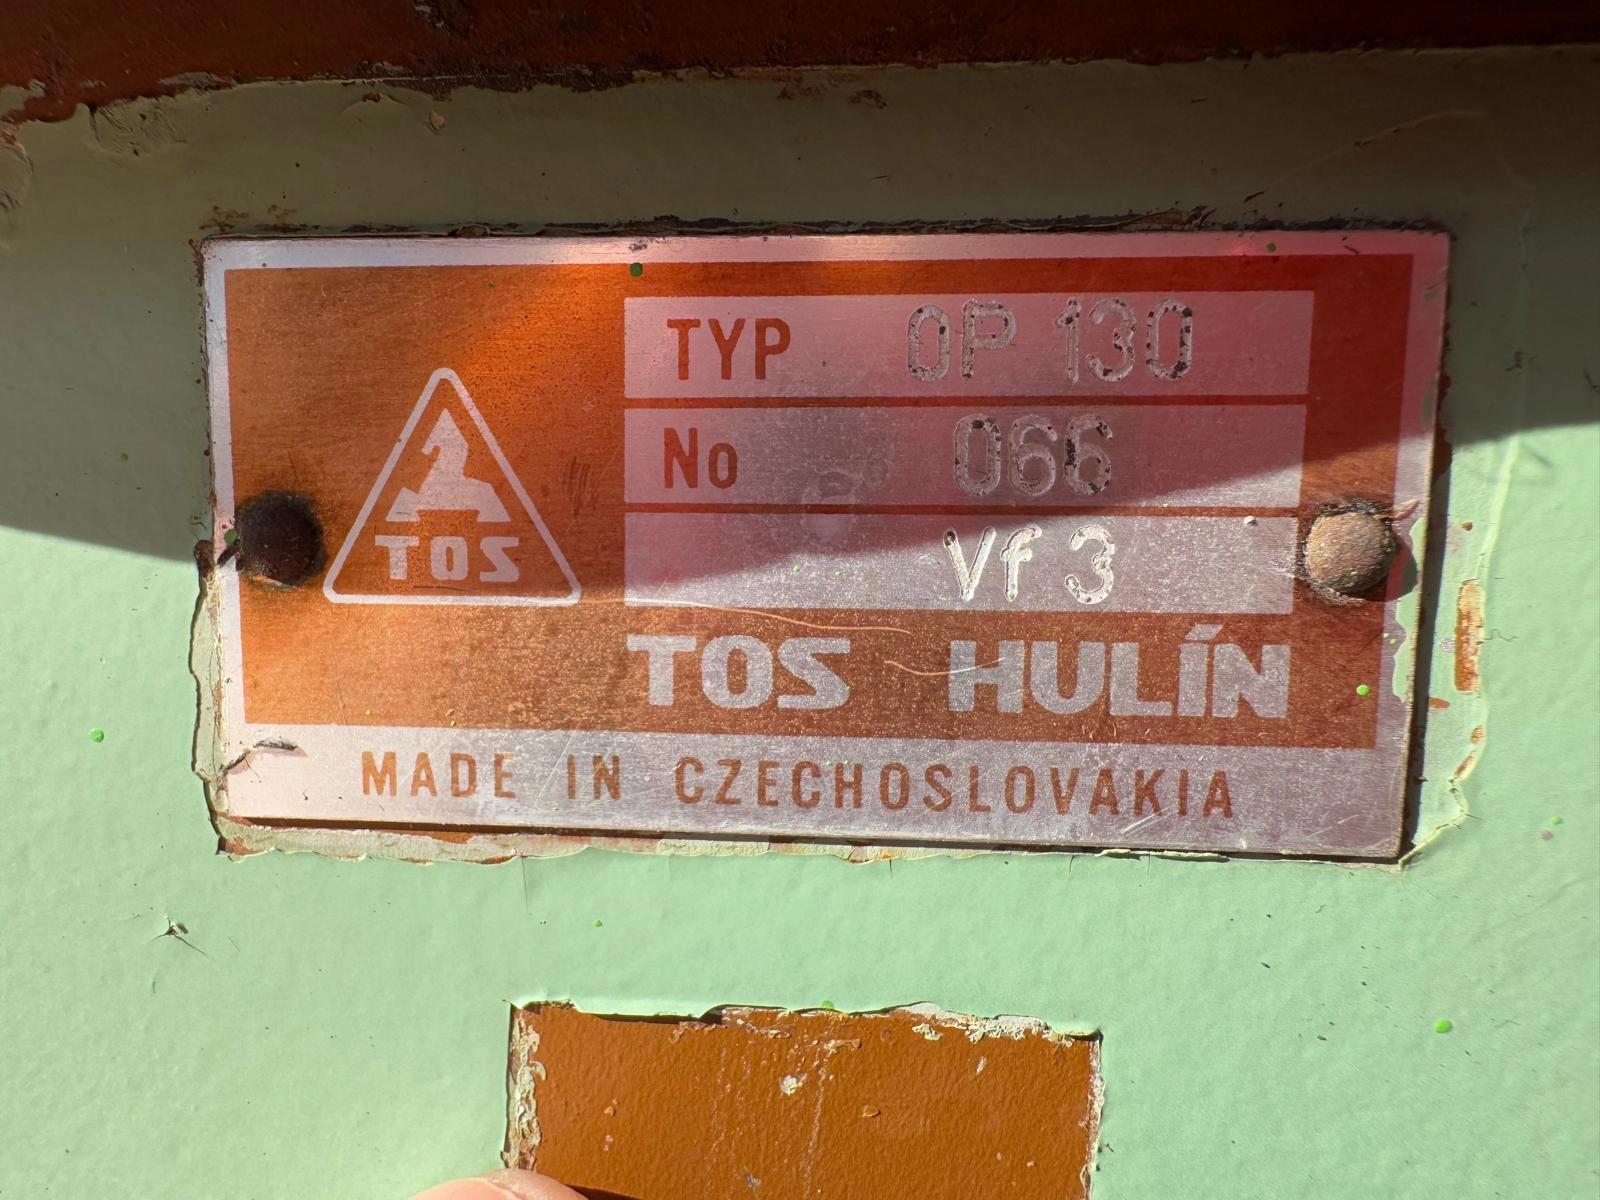 TYP OP 130
No 066
Vf 3
TOS
TOS HULÍN
MADE IN CZECHOSLOVAKIA